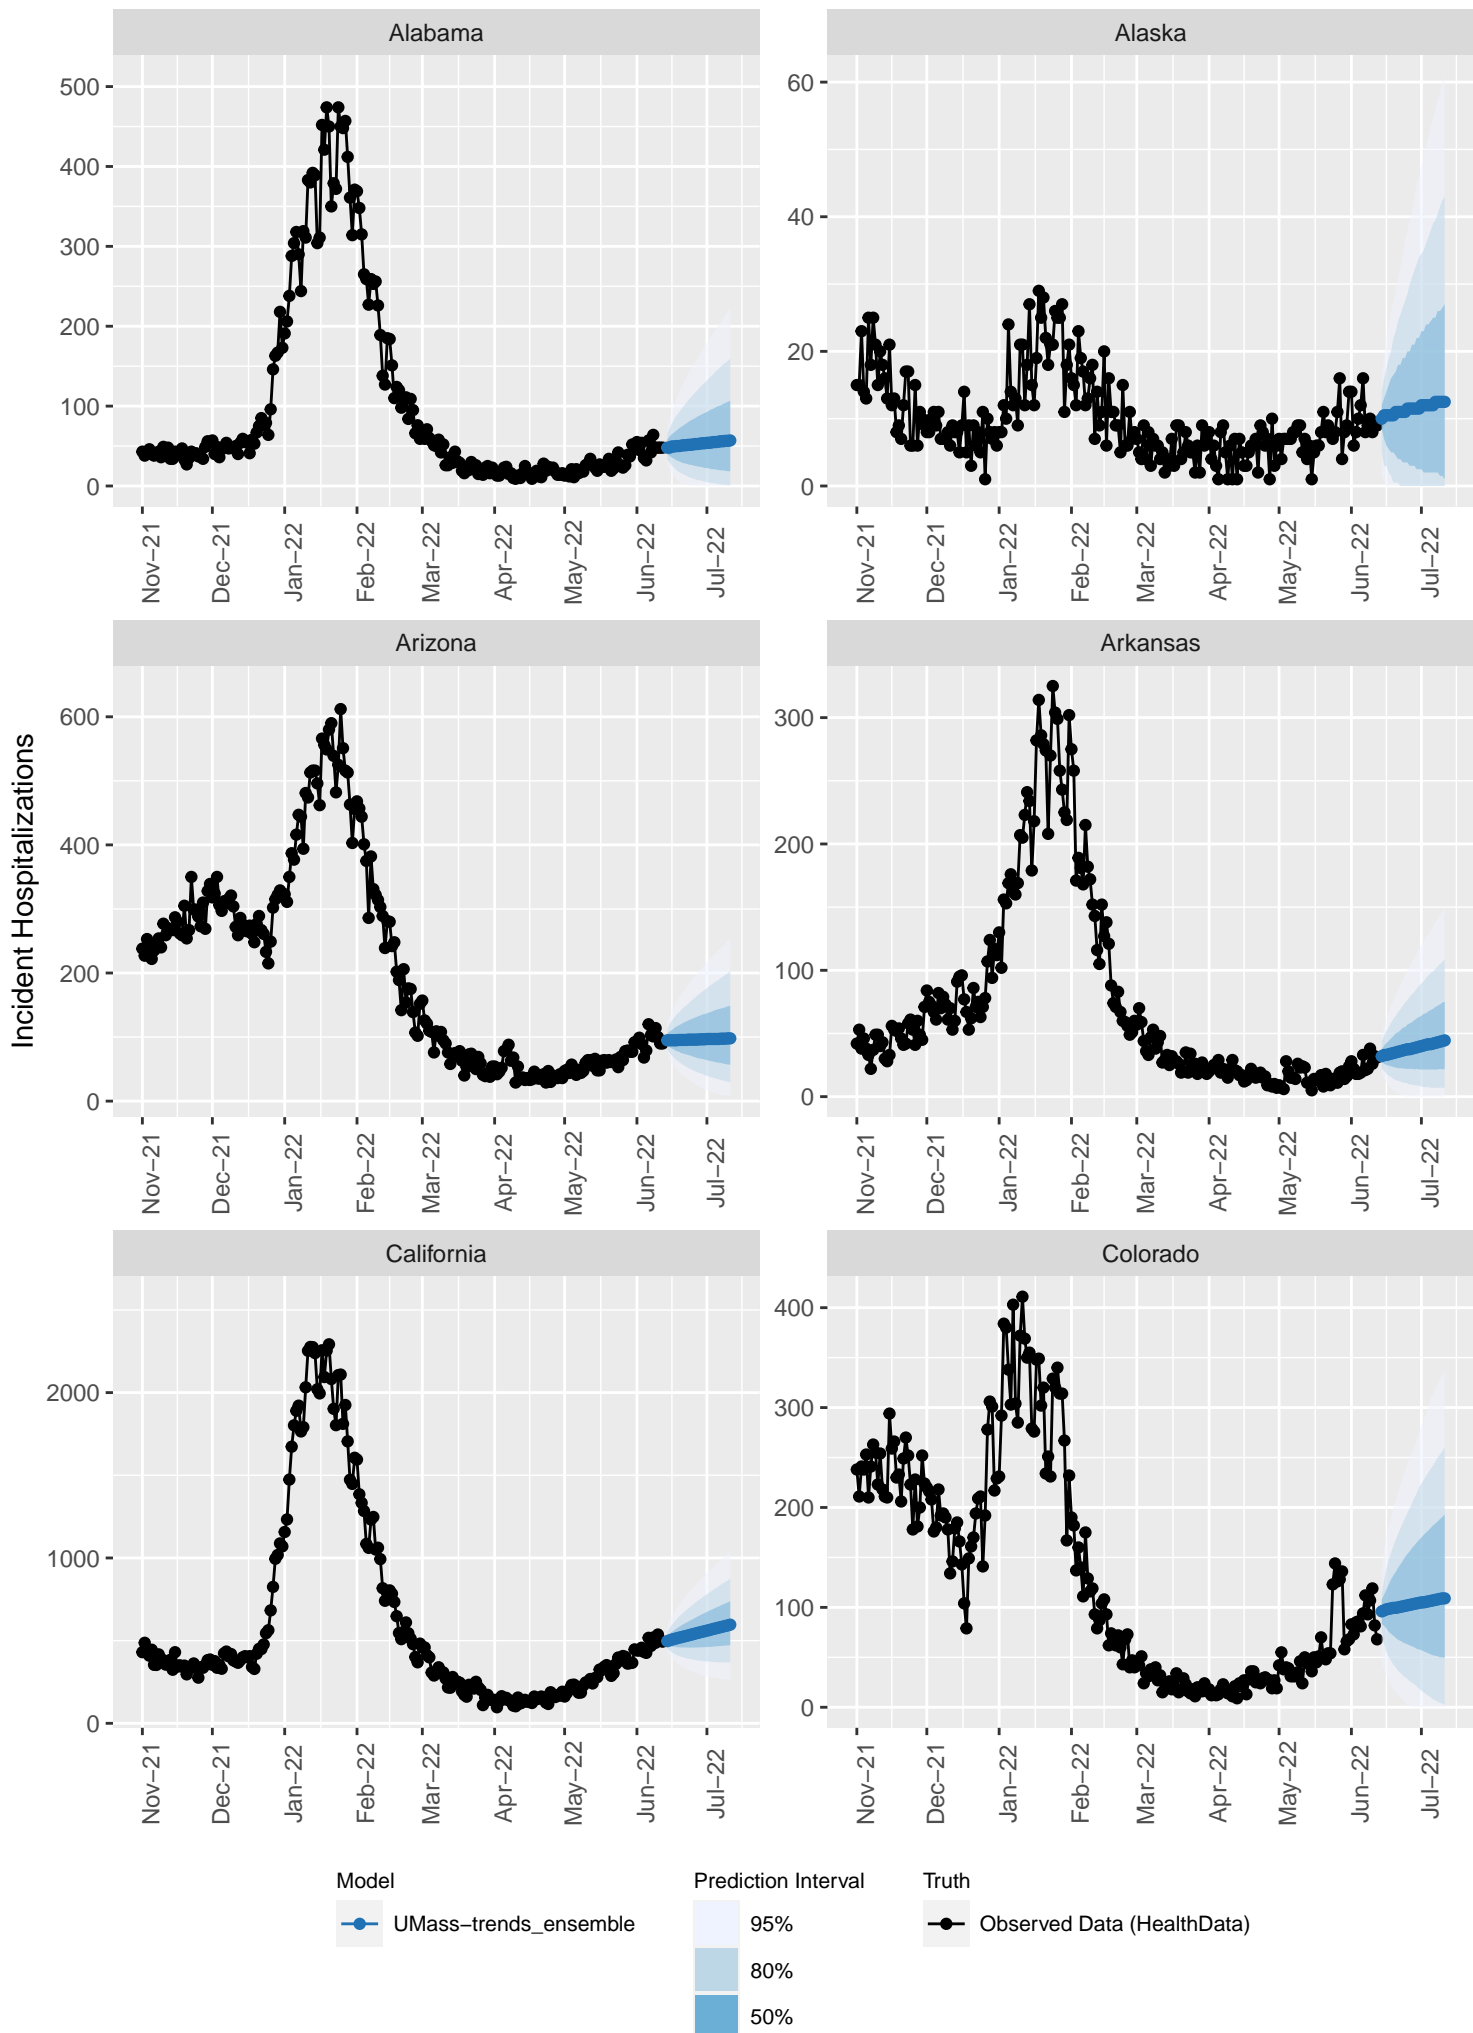 Alabama
Alaska
500
400
300
200
100
0
60
40
20
0
Nov−21
Dec−21
Jan−22
Feb−22
Mar−22
Apr−22
May−22
Jun−22
Jul−22
Nov−21
Dec−21
Jan−22
Feb−22
Mar−22
Apr−22
May−22
Jun−22
Jul−22
Incident Hospitalizations
Arizona
Arkansas
600
400
200
0
300
200
100
0
Nov−21
Dec−21
Jan−22
Feb−22
Mar−22
Apr−22
May−22
Jun−22
Jul−22
Nov−21
Dec−21
Jan−22
Feb−22
Mar−22
Apr−22
May−22
Jun−22
Jul−22
California
Colorado
2000
1000
0
400
300
200
100
0
Nov−21
Dec−21
Jan−22
Feb−22
Mar−22
Apr−22
May−22
Jun−22
Jul−22
Nov−21
Dec−21
Jan−22
Feb−22
Mar−22
Apr−22
May−22
Jun−22
Jul−22
Model
UMass−trends_ensemble
Prediction Interval
95%
80%
50%
Truth
Observed Data (HealthData)